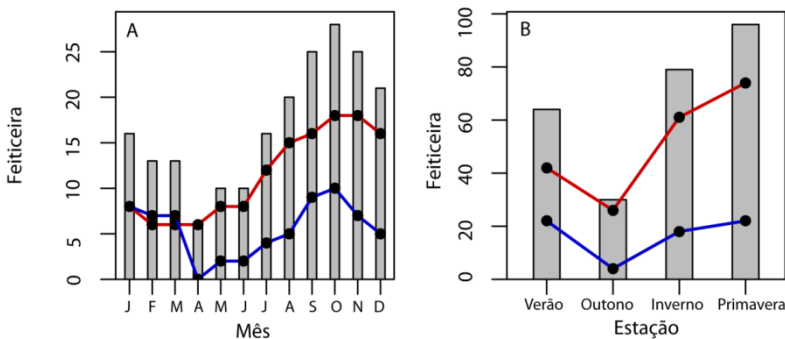 A
Feiticeira
25
20
15
10
5
0
J F M A M J J A S O N D
Mês
B
Feiticeira
100
80
60
40
20
0
Verão Outono Inverno Primavera
Estação